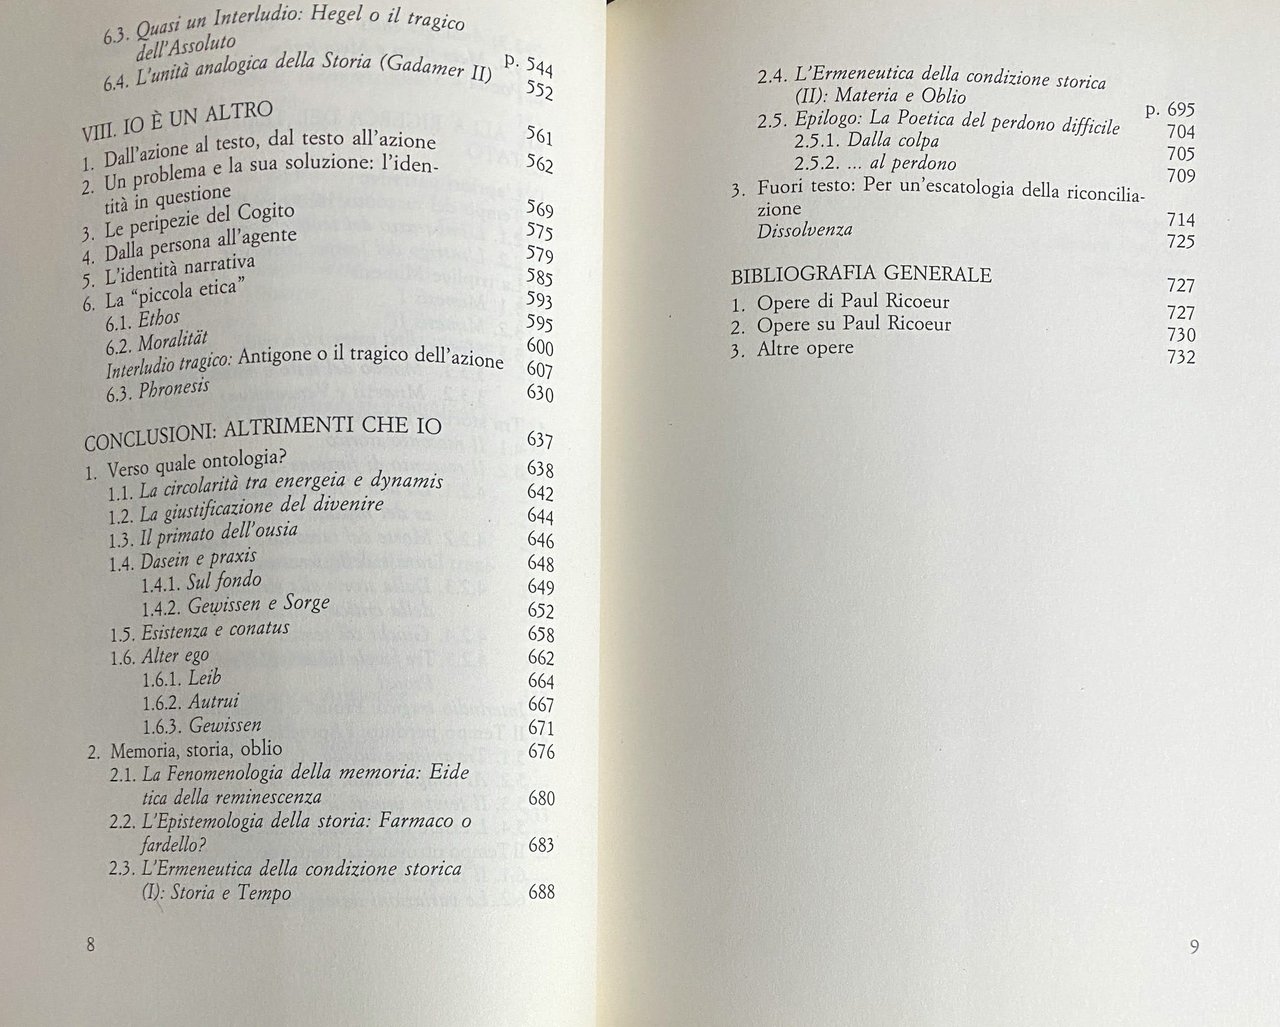 6.3. Quasi un Interludio: Hegel o il tragico
dell'Assoluto p. 544
6.4. L'unità analogica della Storia (Gadamer II) 552
VIII. IO È UN ALTRO 561
1. Dall'azione al testo, dal testo all'azione 562
2. Un problema e la sua soluzione: l'iden-
tità in questione 569
3. Le peripezie del Cogito 575
4. Dalla persona all'agente 579
5. L'identità narrativa 585
6. La “piccola etica” 593
6.1. Ethos 595
6.2. Moralität 600
Interludio tragico: Antigone o il tragico dell'azione 607
6.3. Phronesis 630
CONCLUSIONI: ALTRIMENTI CHE IO 637
1. Verso quale ontologia? 638
1.1. La circolarità tra energeia e dynamis 642
1.2. La giustificazione del divenire 644
1.3. Il primato dell'ousia 646
1.4. Dasein e praxis 648
1.4.1. Sul fondo 649
1.4.2. Gewissen e Sorge 652
1.5. Esistenza e conatus 658
1.6. Alter ego 662
1.6.1. Leib 664
1.6.2. Autrui 667
1.6.3. Gewissen 671
2. Memoria, storia, oblio 676
2.1. La Fenomenologia della memoria: Eide
tica della reminescenza 680
2.2. L'Epistemologia della storia: Farmaco o
fardello? 683
2.3. L'Ermeneutica della condizione storica
(I): Storia e Tempo 688
8
2.4. L'Ermeneutica della condizione storica
(II): Materia e Oblio p. 695
2.5. Epilogo: La Poetica del perdono difficile 704
2.5.1. Dalla colpa 705
2.5.2. ... al perdono 709
3. Fuori testo: Per un'escatologia della riconcilia-
zione 714
Dissolvenza 725
BIBLIOGRAFIA GENERALE 727
1. Opere di Paul Ricoeur 727
2. Opere su Paul Ricoeur 730
3. Altre opere 732
9